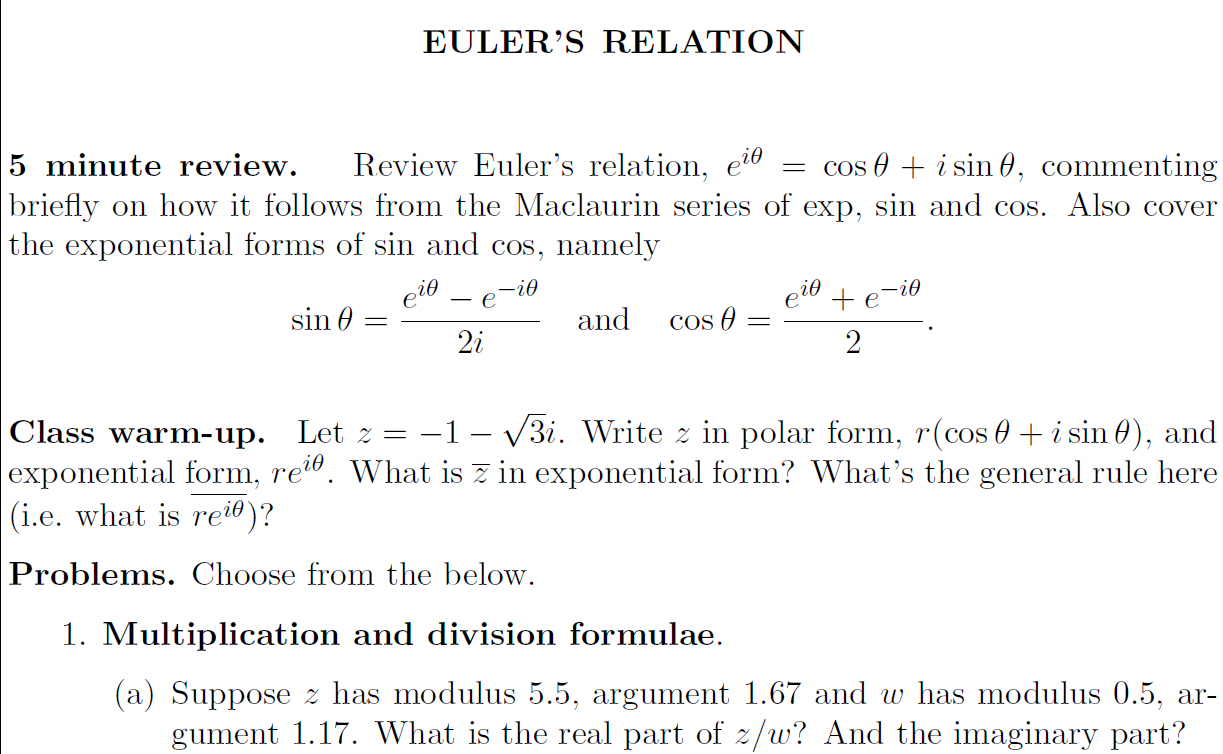 EULER'S RELATION
5 minute review. Review Euler's relation, $e^{i\theta} = \cos\theta + i\sin\theta$, commenting
briefly on how it follows from the Maclaurin series of exp, sin and cos. Also cover
the exponential forms of sin and cos, namely
$\sin\theta = \frac{e^{i\theta} - e^{-i\theta}}{2i}$ and $\cos\theta = \frac{e^{i\theta} + e^{-i\theta}}{2}.$
Class warm-up. Let $z = -1 - \sqrt{3}i$. Write $z$ in polar form, $r(\cos\theta + i\sin\theta)$, and
exponential form, $re^{i\theta}$. What is $\overline{z}$ in exponential form? What's the general rule here
(i.e. what is $\overline{re^{i\theta}}$)?
Problems. Choose from the below.
1. Multiplication and division formulae.
(a) Suppose $z$ has modulus 5.5, argument 1.67 and $w$ has modulus 0.5, ar-
gument 1.17. What is the real part of $z/w$? And the imaginary part?